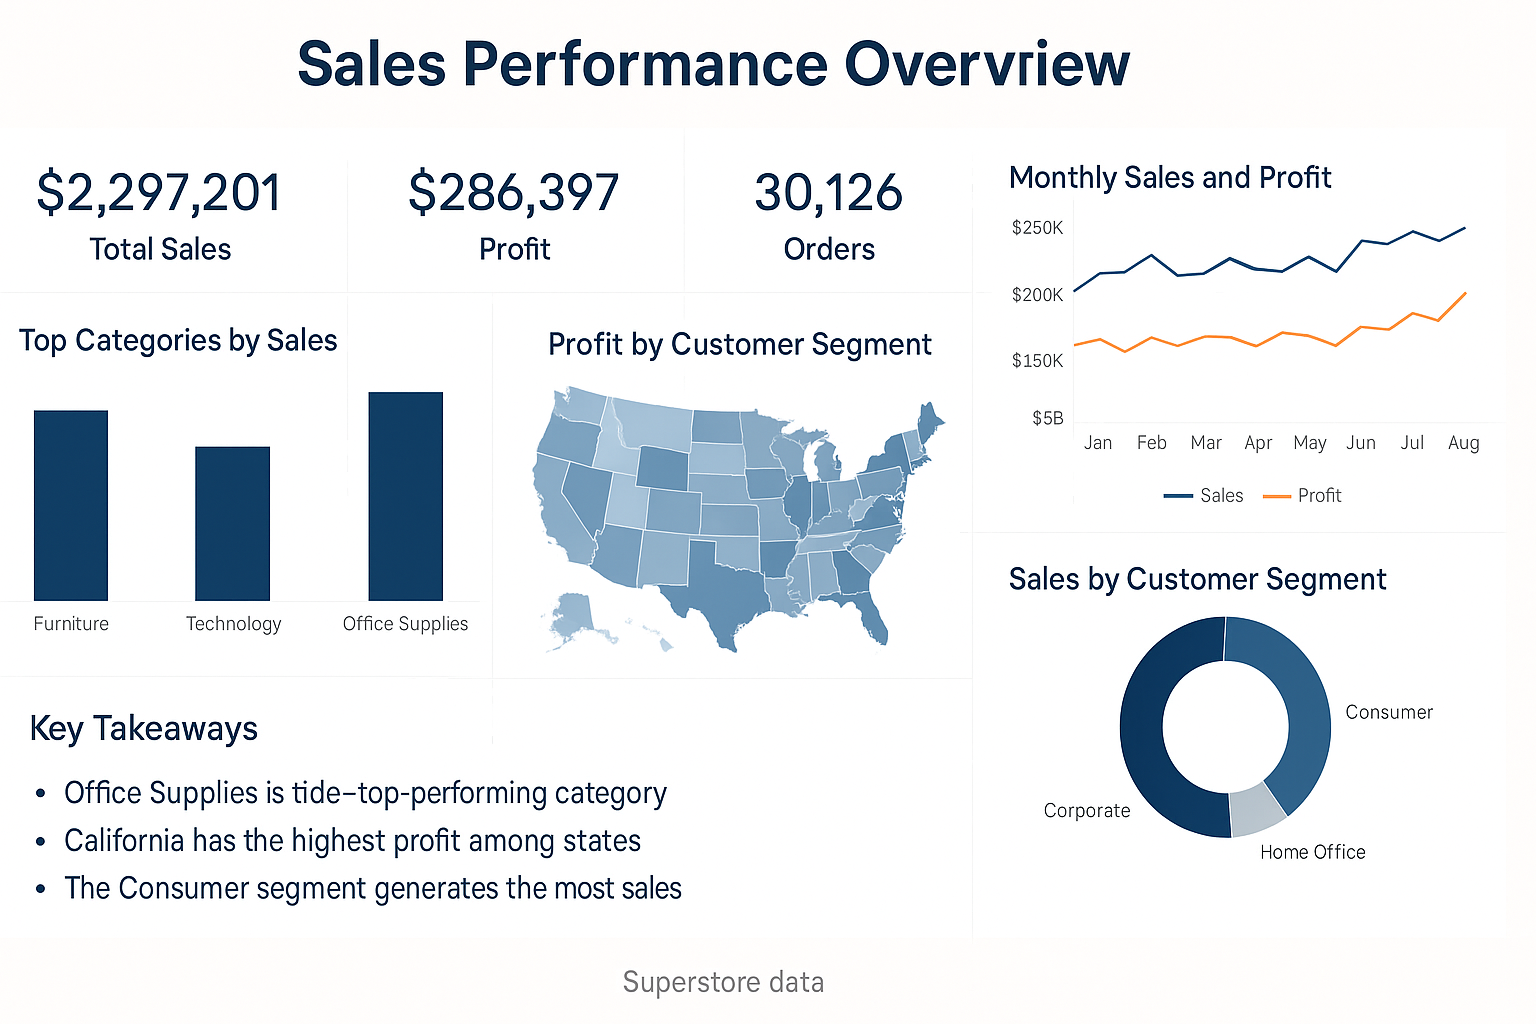 Sales Performance Overvriew
$2,297,201
Total Sales
$286,397
Profit
30,126
Orders
Top Categories by Sales
Furniture
Technology
Office Supplies
Profit by Customer Segment
Monthly Sales and Profit
$250K
$200K
$150K
$5B
Jan Feb Mar Apr May Jun Jul Aug
Sales Profit
Sales by Customer Segment
Consumer
Corporate
Home Office
Key Takeaways
• Office Supplies is tide–top-performing category
• California has the highest profit among states
• The Consumer segment generates the most sales
Superstore data